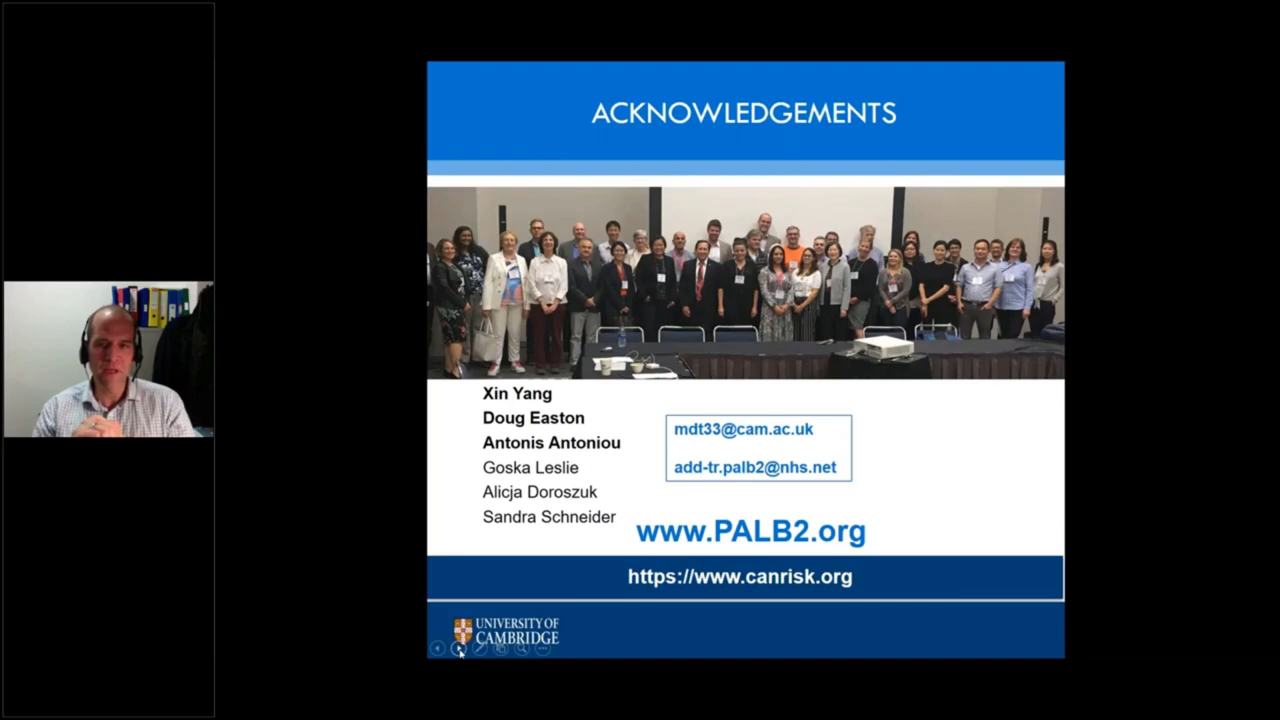 ACKNOWLEDGEMENTS
Xin Yang
Doug Easton
Antonis Antoniou
Goska Leslie
Alicja Doroszuk
Sandra Schneider
mdt33@cam.ac.uk
add-tr.palb2@nhs.net
www.PALB2.org
https://www.canrisk.org
UNIVERSITY OF
CAMBRIDGE